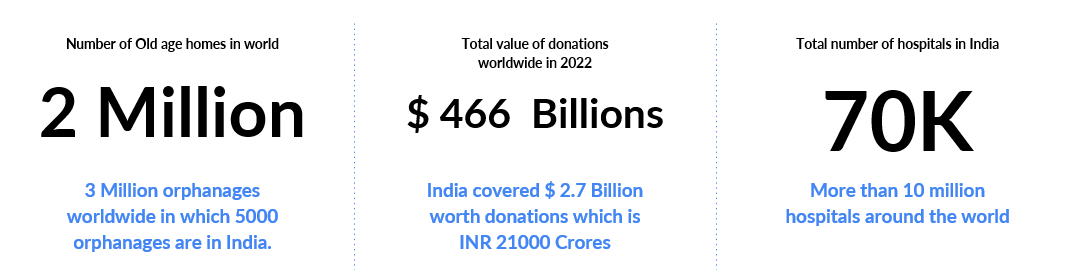 Number of Old age homes in world
2 Million
3 Million orphanages
worldwide in which 5000
orphanages are in India.
Total value of donations
worldwide in 2022
$ 466 Billions
India covered $ 2.7 Billion
worth donations which is
INR 21000 Crores
Total number of hospitals in India
70K
More than 10 million
hospitals around the world